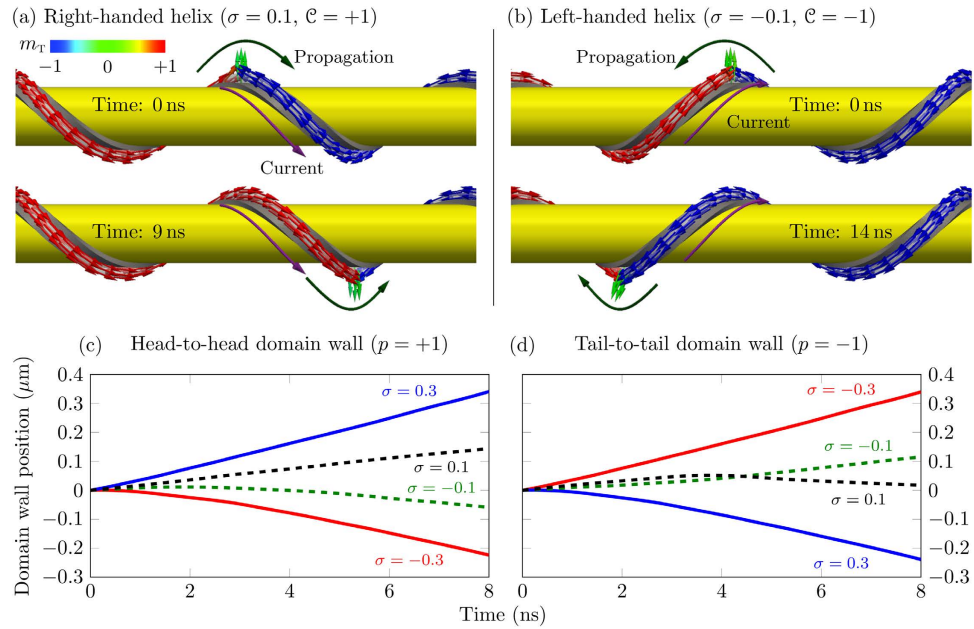 (a) Right-handed helix (σ = 0.1, 𝒞 = +1)
m_T
−1 0 +1
Propagation
Time: 0 ns
Current
Time: 9 ns
(b) Left-handed helix (σ = −0.1, 𝒞 = −1)
Propagation
Time: 0 ns
Current
Time: 14 ns
(c) Head-to-head domain wall (p = +1)
Domain wall position (μm)
0.4
0.3
0.2
0.1
0
−0.1
−0.2
−0.3
σ = 0.3
σ = 0.1
σ = −0.1
σ = −0.3
0 2 4 6 8
(d) Tail-to-tail domain wall (p = −1)
σ = −0.3
σ = −0.1
σ = 0.1
σ = 0.3
0.4
0.3
0.2
0.1
0
−0.1
−0.2
−0.3
0 2 4 6 8
Time (ns)